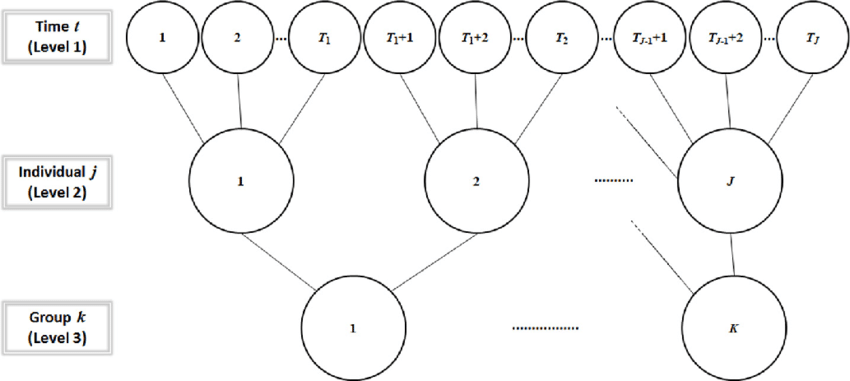 Time t
(Level 1)
1 2 ... T1 T1+1 T1+2 ... T2 ... TJ-1+1 TJ-1+2 ... TJ
Individual j
(Level 2)
1 2 .......... J
Group k
(Level 3)
1 ................. K